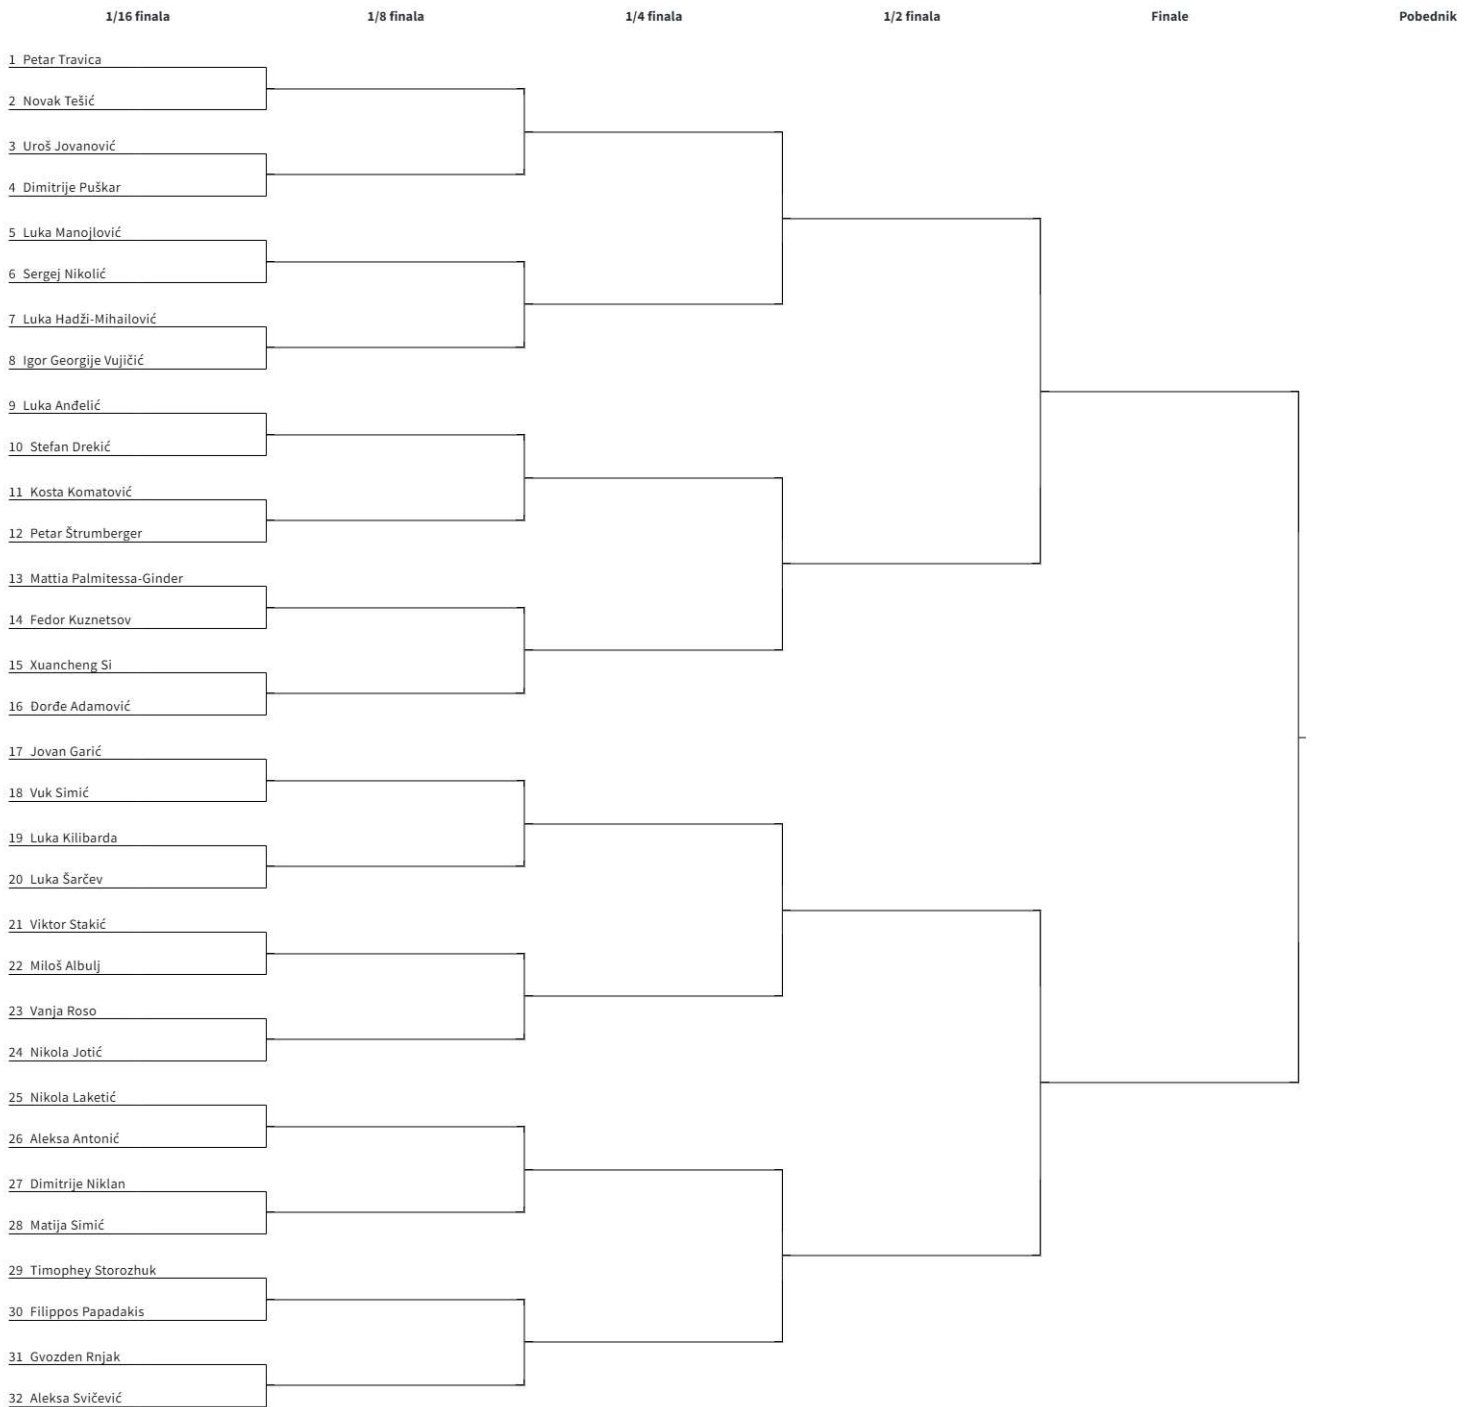 1/16 finala 1/8 finala 1/4 finala 1/2 finala Finale Pobednik
1 Petar Travica
2 Novak Tešić
3 Uroš Jovanović
4 Dimitrije Puškar
5 Luka Manojlović
6 Sergej Nikolić
7 Luka Hadži-Mihailović
8 Igor Georgije Vujičić
9 Luka Anđelić
10 Stefan Drekić
11 Kosta Komatović
12 Petar Štrumberger
13 Mattia Palmitessa-Ginder
14 Fedor Kuznetsov
15 Xuancheng Si
16 Đorđe Adamović
17 Jovan Garić
18 Vuk Simić
19 Luka Kilibarda
20 Luka Šarčev
21 Viktor Stakić
22 Miloš Albulj
23 Vanja Roso
24 Nikola Jotić
25 Nikola Laketić
26 Aleksa Antonić
27 Dimitrije Niklan
28 Matija Simić
29 Timophey Storozhuk
30 Filippos Papadakis
31 Gvozden Rnjak
32 Aleksa Svičević